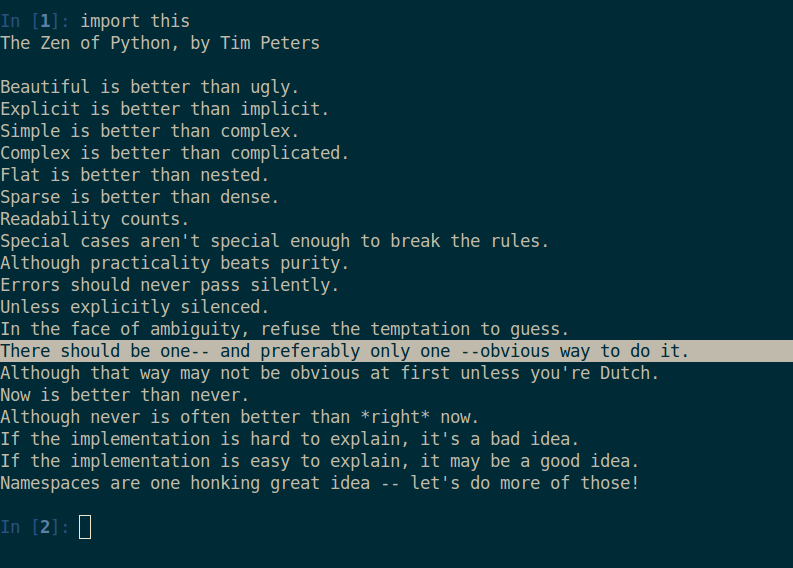 In [1]: import this
The Zen of Python, by Tim Peters

Beautiful is better than ugly.
Explicit is better than implicit.
Simple is better than complex.
Complex is better than complicated.
Flat is better than nested.
Sparse is better than dense.
Readability counts.
Special cases aren't special enough to break the rules.
Although practicality beats purity.
Errors should never pass silently.
Unless explicitly silenced.
In the face of ambiguity, refuse the temptation to guess.
There should be one-- and preferably only one --obvious way to do it.
Although that way may not be obvious at first unless you're Dutch.
Now is better than never.
Although never is often better than *right* now.
If the implementation is hard to explain, it's a bad idea.
If the implementation is easy to explain, it may be a good idea.
Namespaces are one honking great idea -- let's do more of those!

In [2]: